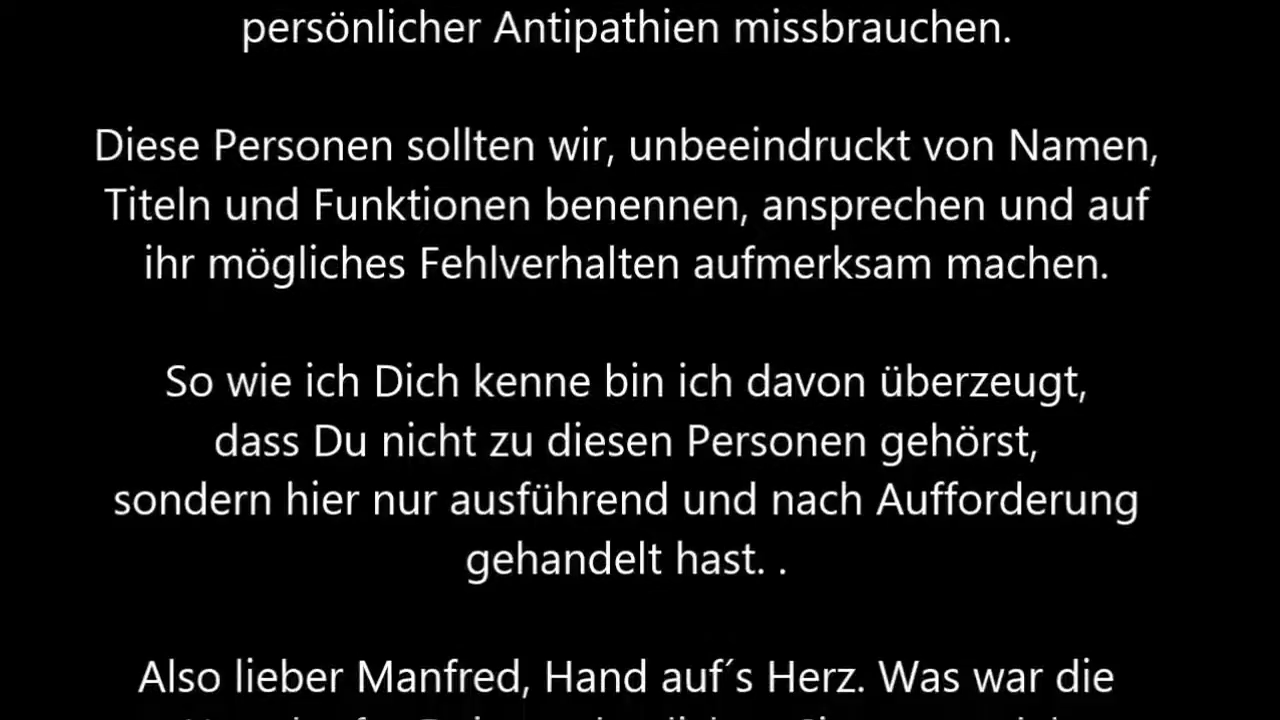 persönlicher Antipathien missbrauchen.
Diese Personen sollten wir, unbeeindruckt von Namen,
Titeln und Funktionen benennen, ansprechen und auf
ihr mögliches Fehlverhalten aufmerksam machen.
So wie ich Dich kenne bin ich davon überzeugt,
dass Du nicht zu diesen Personen gehörst,
sondern hier nur ausführend und nach Aufforderung
gehandelt hast. .
Also lieber Manfred, Hand auf´s Herz. Was war die